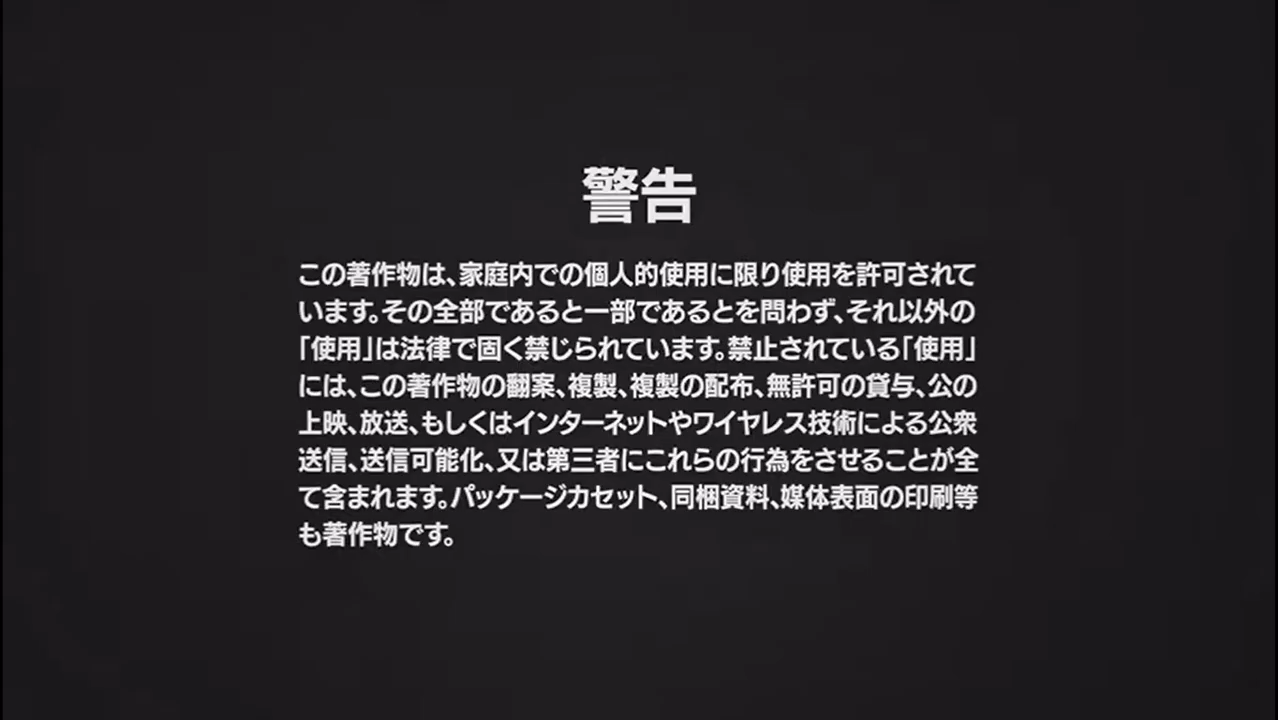 警告
この著作物は、家庭内での個人的使用に限り使用を許可されて
います。その全部であると一部であるとを問わず、それ以外の
「使用」は法律で固く禁じられています。禁止されている「使用」
には、この著作物の翻案、複製、複製の配布、無許可の貸与、公の
上映、放送、もしくはインターネットやワイヤレス技術による公衆
送信、送信可能化、又は第三者にこれらの行為をさせることが全
て含まれます。パッケージカセット、同梱資料、媒体表面の印刷等
も著作物です。